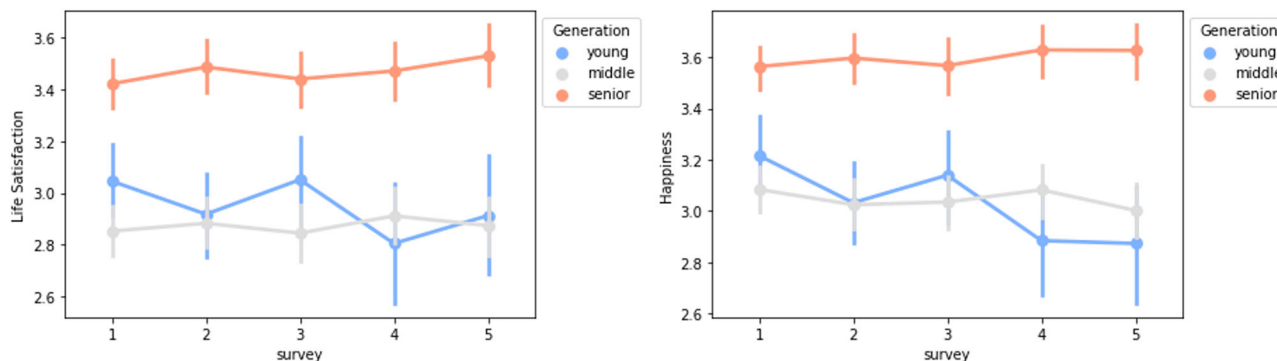 Life Satisfaction
3.6
3.4
3.2
3.0
2.8
2.6
1 2 3 4 5
survey
Generation
young
middle
senior
Happiness
3.6
3.4
3.2
3.0
2.8
2.6
1 2 3 4 5
survey
Generation
young
middle
senior